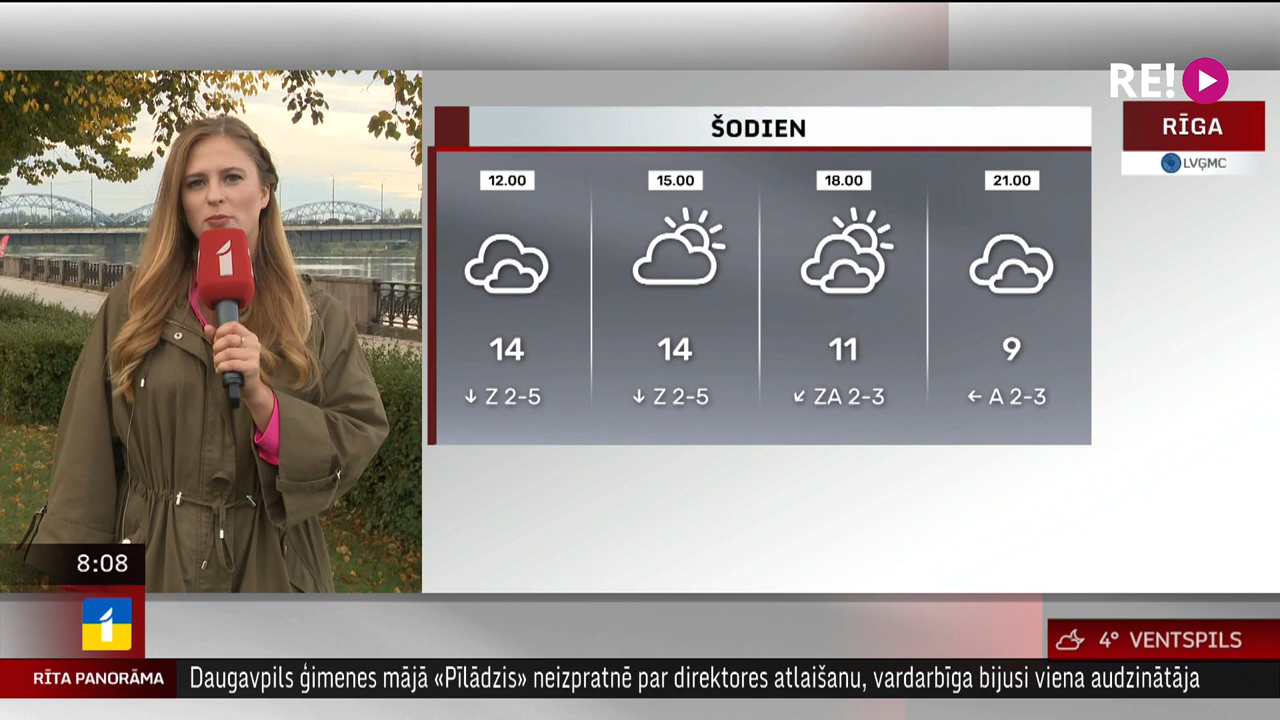 RE!
RĪGA
LVĢMC
ŠODIEN
12.00 15.00 18.00 21.00
14 14 11 9
↓ Z 2-5 ↓ Z 2-5 ↙ ZA 2-3 ← A 2-3
1
8:08
1
4° VENTSPILS
RĪTA PANORĀMA Daugavpils ģimenes mājā «Pīlādzis» neizpratnē par direktores atlaišanu, vardarbīga bijusi viena audzinātāja